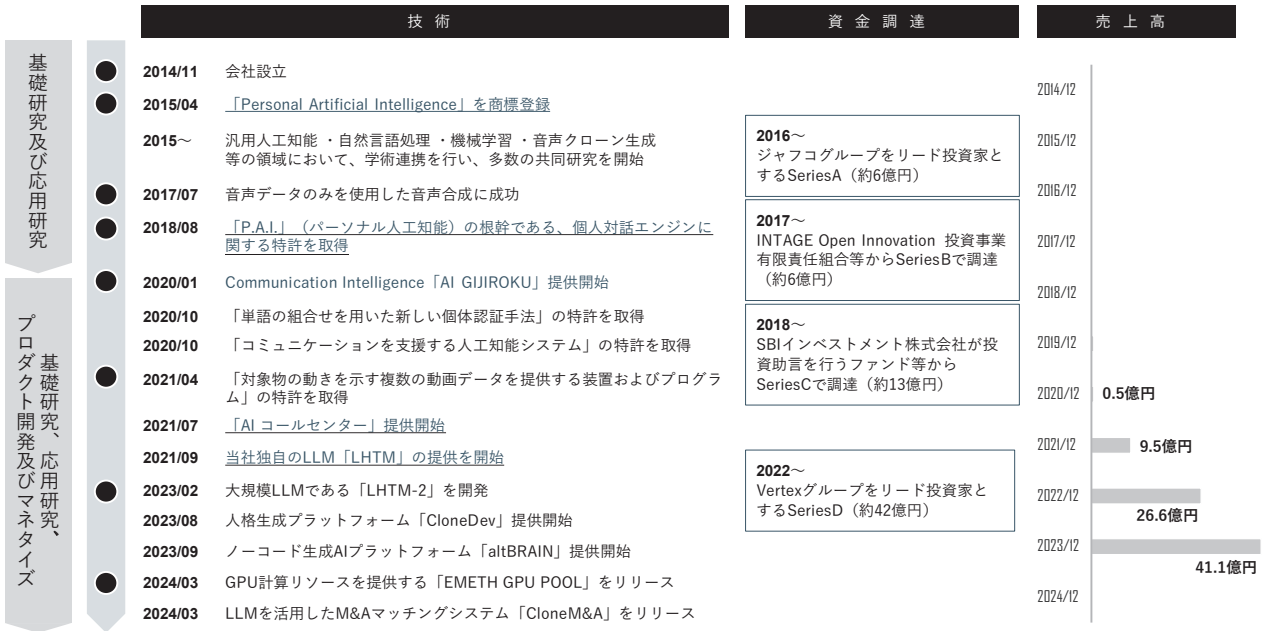 技術
資金調達
売上高
基礎研究及び応用研究
基礎研究、応用研究、
プロダクト開発及びマネタイズ
2014/11 会社設立
2015/04 「Personal Artificial Intelligence」を商標登録
2015～ 汎用人工知能 ・自然言語処理 ・機械学習 ・音声クローン生成
等の領域において、学術連携を行い、多数の共同研究を開始
2017/07 音声データのみを使用した音声合成に成功
2018/08 「P.A.I.」（パーソナル人工知能）の根幹である、個人対話エンジンに
関する特許を取得
2020/01 Communication Intelligence「AI GIJIROKU」提供開始
2020/10 「単語の組合せを用いた新しい個体認証手法」の特許を取得
2020/10 「コミュニケーションを支援する人工知能システム」の特許を取得
2021/04 「対象物の動きを示す複数の動画データを提供する装置およびプログラ
ム」の特許を取得
2021/07 「AI コールセンター」提供開始
2021/09 当社独自のLLM「LHTM」の提供を開始
2023/02 大規模LLMである「LHTM-2」を開発
2023/08 人格生成プラットフォーム「CloneDev」提供開始
2023/09 ノーコード生成AIプラットフォーム「altBRAIN」提供開始
2024/03 GPU計算リソースを提供する「EMETH GPU POOL」をリリース
2024/03 LLMを活用したM&Aマッチングシステム「CloneM&A」をリリース
2016～
ジャフコグループをリード投資家と
するSeriesA（約6億円）
2017～
INTAGE Open Innovation 投資事業
有限責任組合等からSeriesBで調達
（約6億円）
2018～
SBIインベストメント株式会社が投
資助言を行うファンド等から
SeriesCで調達（約13億円）
2022～
Vertexグループをリード投資家と
するSeriesD（約42億円）
2014/12
2015/12
2016/12
2017/12
2018/12
2019/12
2020/12 0.5億円
2021/12 9.5億円
2022/12
26.6億円
2023/12
41.1億円
2024/12